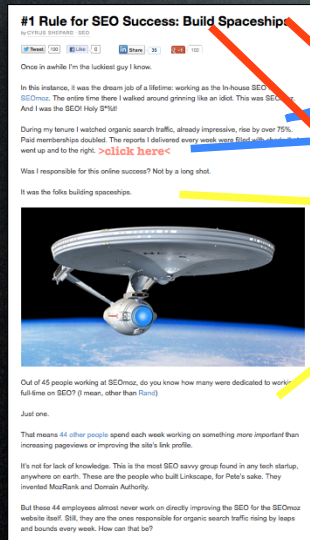 #1 Rule for SEO Success: Build Spaceships
by CYRUS SHEPARD · SEO
Tweet 100 Like 8 Share 35 +1 100
Once in awhile I'm the luckiest guy I know.
In this instance, it was the dream job of a lifetime: working as the In-house SEO
SEOmoz. The entire time there I walked around grinning like an idiot. This was
And I was the SEO! Holy S*%t!
During my tenure I watched organic search traffic, already impressive, rise by over 75%.
Paid memberships doubled. The reports I delivered every week were filled with
went up and to the right. >click here<
Was I responsible for this online success? Not by a long shot.
It was the folks building spaceships.
Out of 45 people working at SEOmoz, do you know how many were dedicated to
full-time on SEO? (I mean, other than Rand)
Just one.
That means 44 other people spend each week working on something more important than
increasing pageviews or improving the site's link profile.
It's not for lack of knowledge. This is the most SEO savvy group found in any tech startup,
anywhere on earth. These are the people who built Linkscape, for Pete's sake. They
invented MozRank and Domain Authority.
But these 44 employees almost never work on directly improving the SEO for the SEOmoz
website itself. Still, they are the ones responsible for organic search traffic rising by leaps
and bounds every week. How can that be?